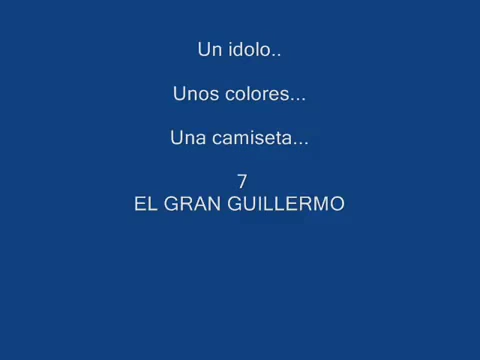 Un idolo..
Unos colores...
Una camiseta...
7
EL GRAN GUILLERMO